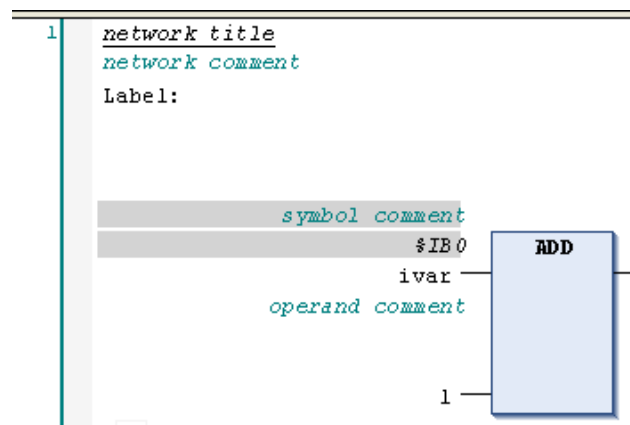 1
network title
network comment
Label:
symbol comment
%IB0
ADD
ivar
operand comment
1